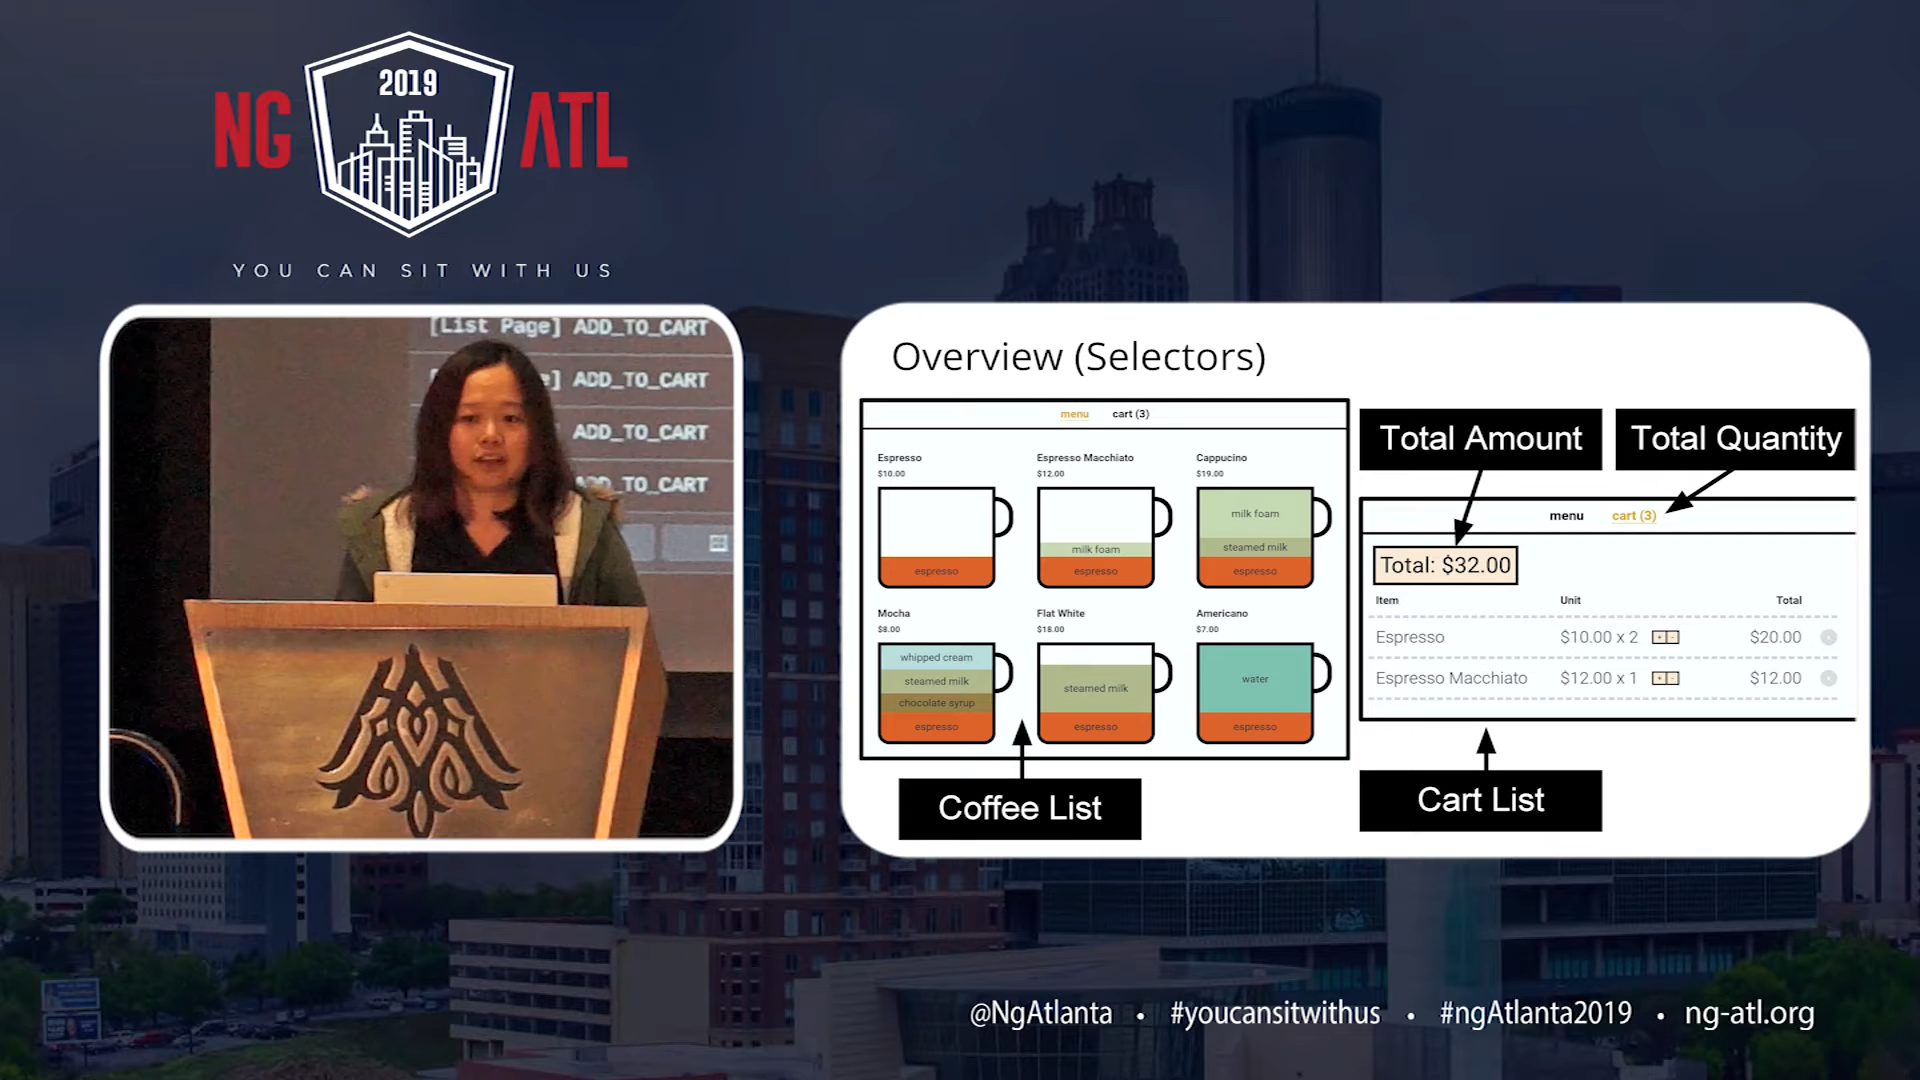 2019
NG ATL
YOU CAN SIT WITH US
[List Page] ADD_TO_CART
e] ADD_TO_CART
ADD_TO_CART
ADD_TO_CART
Overview (Selectors)
menu cart (3)
Espresso Espresso Macchiato Cappucino
$10.00 $12.00 $19.00
milk foam
milk foam steamed milk
espresso espresso espresso
Mocha Flat White Americano
$8.00 $18.00 $7.00
whipped cream
steamed milk steamed milk water
chocolate syrup
espresso espresso espresso
Coffee List
Total Amount Total Quantity
menu cart (3)
Total: $32.00
Item Unit Total
Espresso $10.00 x 2 + - $20.00
Espresso Macchiato $12.00 x 1 + - $12.00
Cart List
@NgAtlanta • #youcansitwithus • #ngAtlanta2019 • ng-atl.org